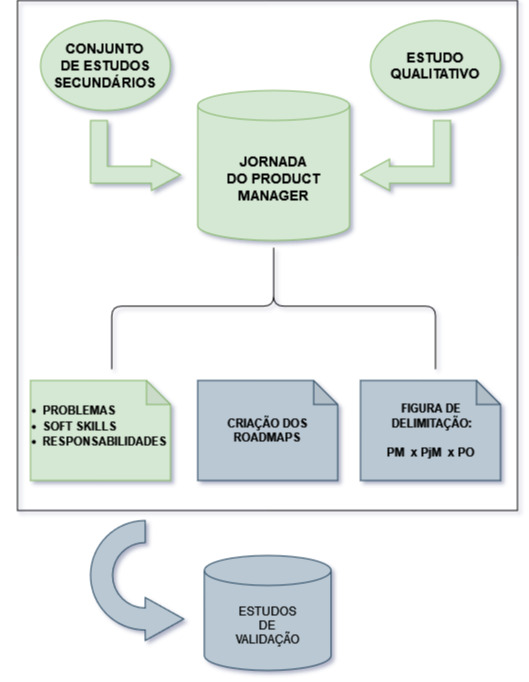 CONJUNTO
DE ESTUDOS
SECUNDÁRIOS
ESTUDO
QUALITATIVO
JORNADA
DO PRODUCT
MANAGER
• PROBLEMAS
• SOFT SKILLS
• RESPONSABILIDADES
CRIAÇÃO DOS
ROADMAPS
FIGURA DE
DELIMITAÇÃO:
PM x PjM x PO
ESTUDOS
DE
VALIDAÇÃO